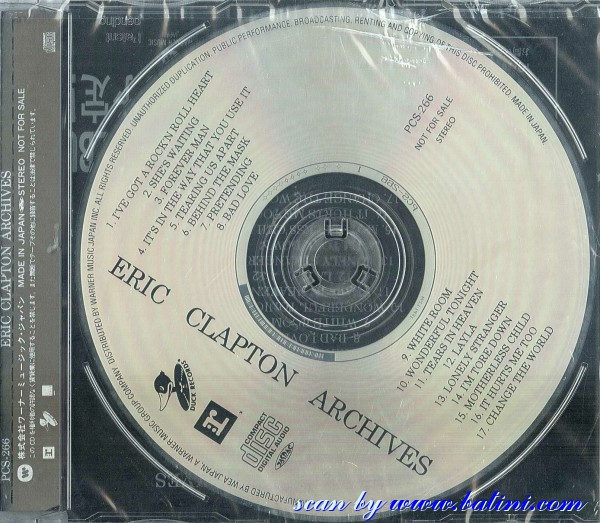 PCS-266
ERIC CLAPTON ARCHIVES
株式会社ワーナーミュージック・ジャパン MADE IN JAPAN STEREO NOT FOR SALE
ALL RIGHTS RESERVED. UNAUTHORIZED DUPLICATION, PUBLIC PERFORMANCE, BROADCASTING, RENTING AND COPYING OF THIS DISC PROHIBITED. MADE IN JAPAN.
PCS-266
NOT FOR SALE
STEREO
1. I'VE GOT A ROCK N ROLL HEART
2. SHE'S WAITING
3. FOREVER MAN
4. IT'S IN THE WAY THAT YOU USE IT
5. TEARING US APART
6. BEHIND THE MASK
7. PRETENDING
8. BAD LOVE
ERIC CLAPTON ARCHIVES
9. WHITE ROOM
10. WONDERFUL TONIGHT
11. TEARS IN HEAVEN
12. LAYLA
13. LONELY STRANGER
14. I'M TORE DOWN
15. MOTHERLESS CHILD
16. IT HURTS ME TOO
17. CHANGE THE WORLD
DUCK RECORDS
COMPACT
disc
DIGITAL AUDIO
MANUFACTURED BY WEA JAPAN, A WARNER MUSIC GROUP COMPANY. DISTRIBUTED BY WARNER MUSIC JAPAN INC.
scan by www.batini.com